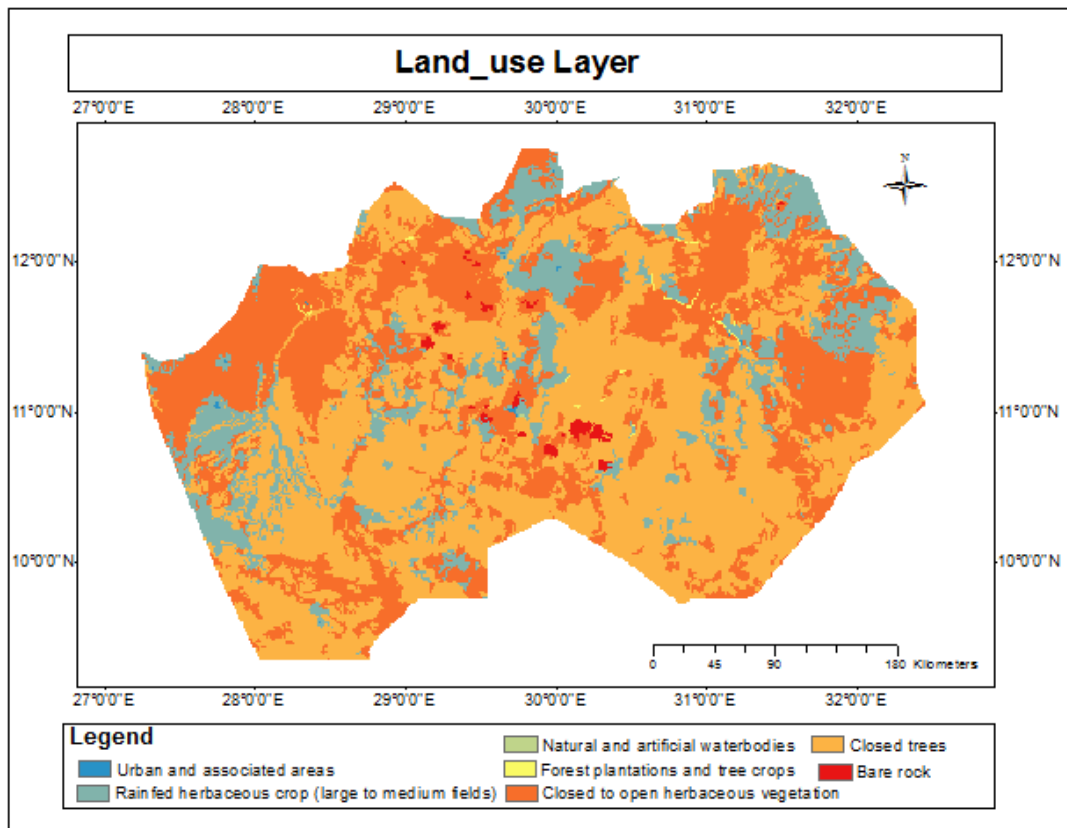 Land_use Layer
27°0'0"E 28°0'0"E 29°0'0"E 30°0'0"E 31°0'0"E 32°0'0"E
N
12°0'0"N 12°0'0"N
11°0'0"N 11°0'0"N
10°0'0"N 10°0'0"N
0 45 90 180 Kilometers
27°0'0"E 28°0'0"E 29°0'0"E 30°0'0"E 31°0'0"E 32°0'0"E
Legend
Natural and artificial waterbodies Closed trees
Urban and associated areas Forest plantations and tree crops Bare rock
Rainfed herbaceous crop (large to medium fields) Closed to open herbaceous vegetation